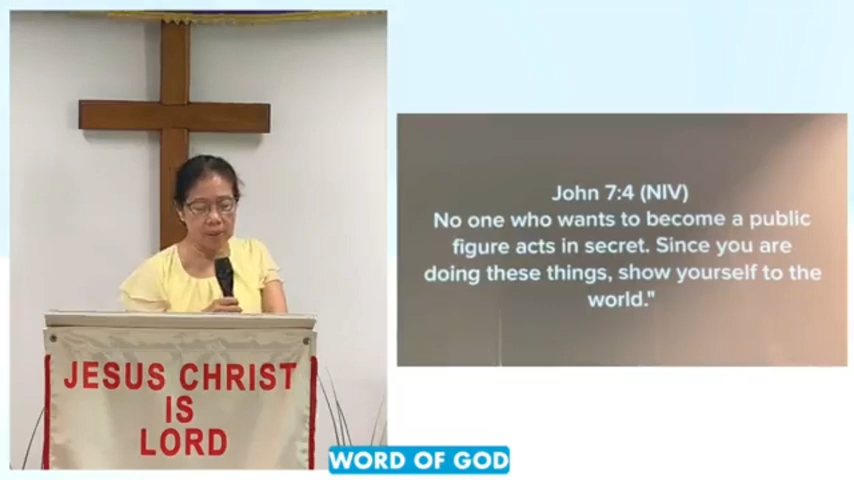 John 7:4 (NIV)
No one who wants to become a public
figure acts in secret. Since you are
doing these things, show yourself to the
world."
JESUS CHRIST
IS
LORD
WORD OF GOD